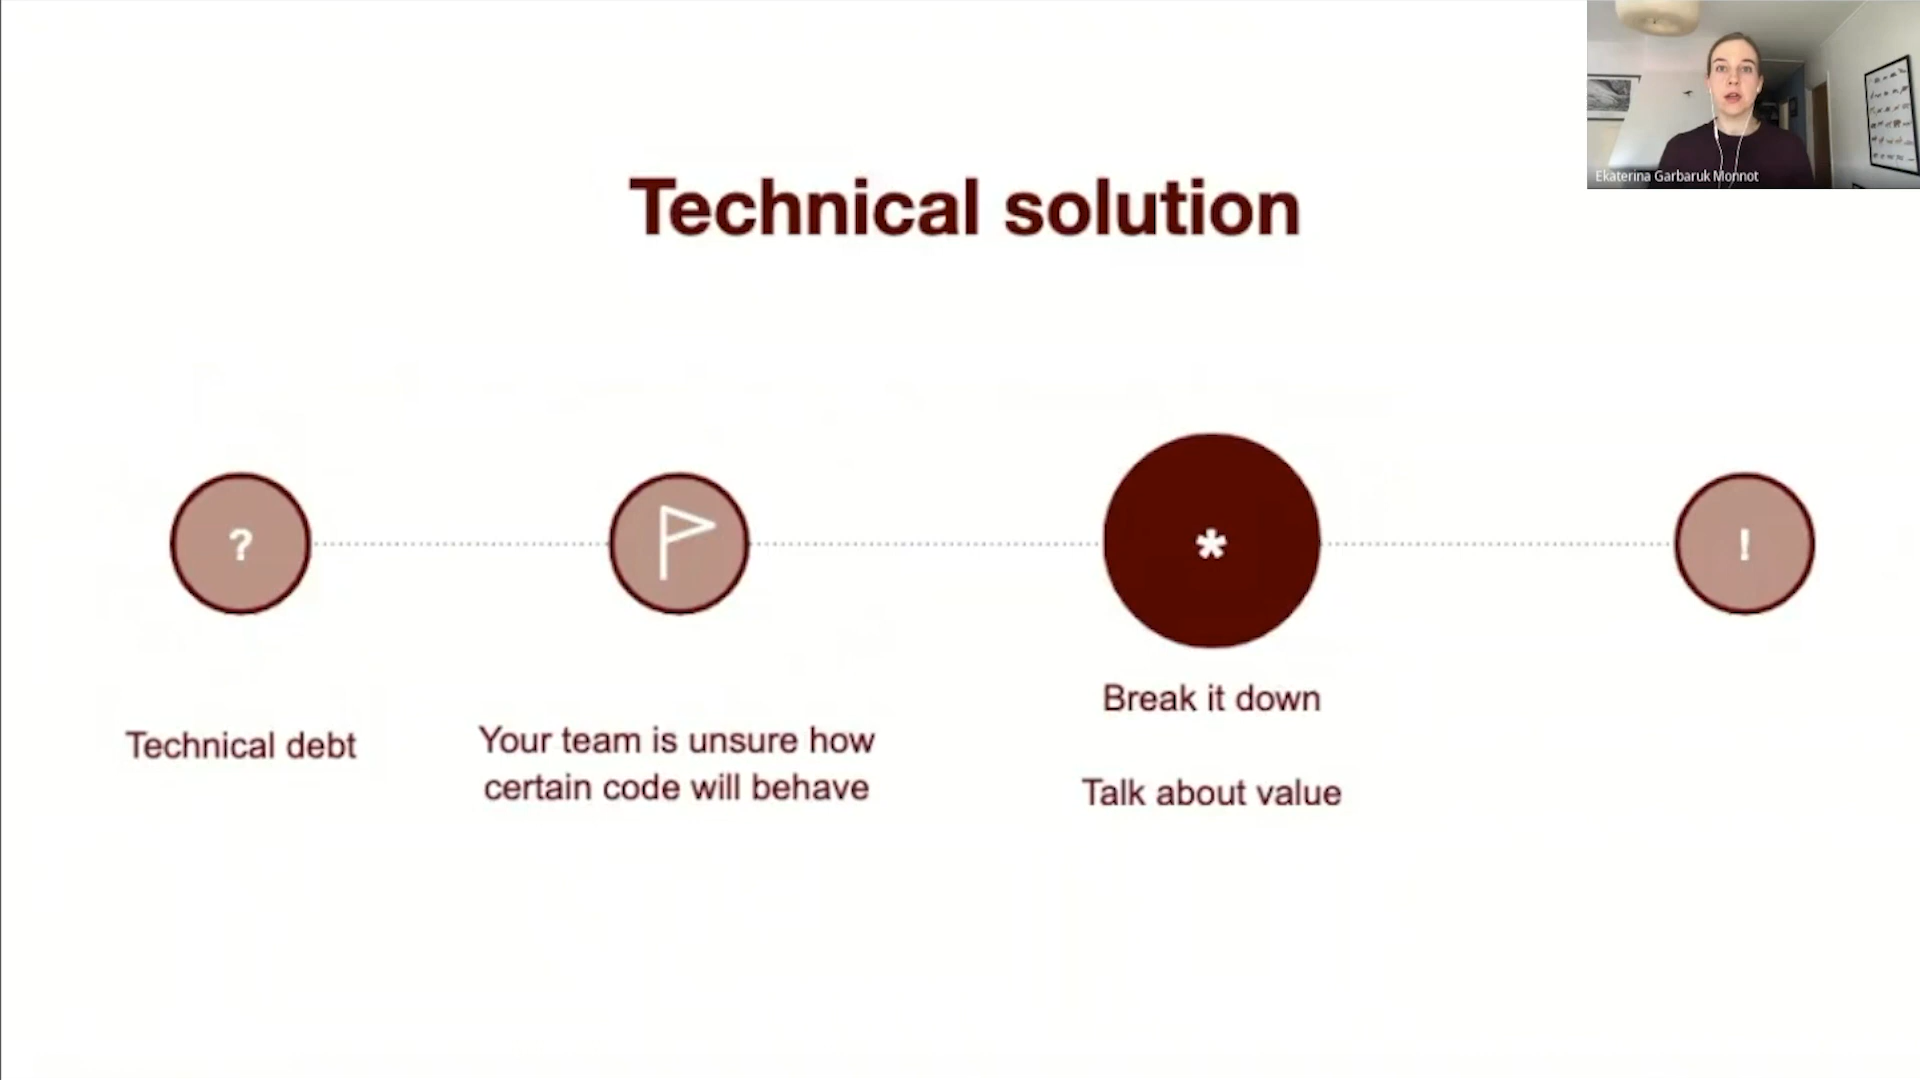 Ekaterina Garbaruk Monnot
Technical solution
?
*
!
Technical debt
Your team is unsure how
certain code will behave
Break it down
Talk about value